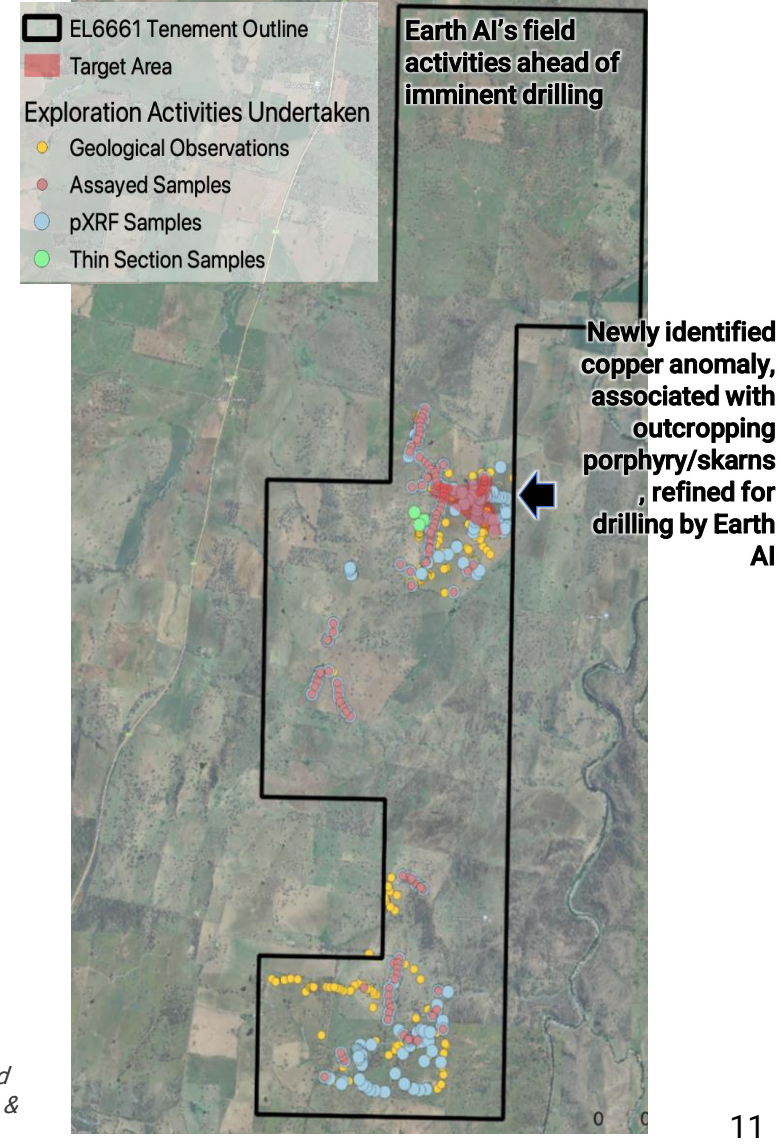 EL6661 Tenement Outline
Target Area
Exploration Activities Undertaken
Geological Observations
Assayed Samples
pXRF Samples
Thin Section Samples
Earth AI's field
activities ahead of
imminent drilling
Newly identified
copper anomaly,
associated with
outcropping
porphyry/skarns
, refined for
drilling by Earth
AI
d
&
0
11